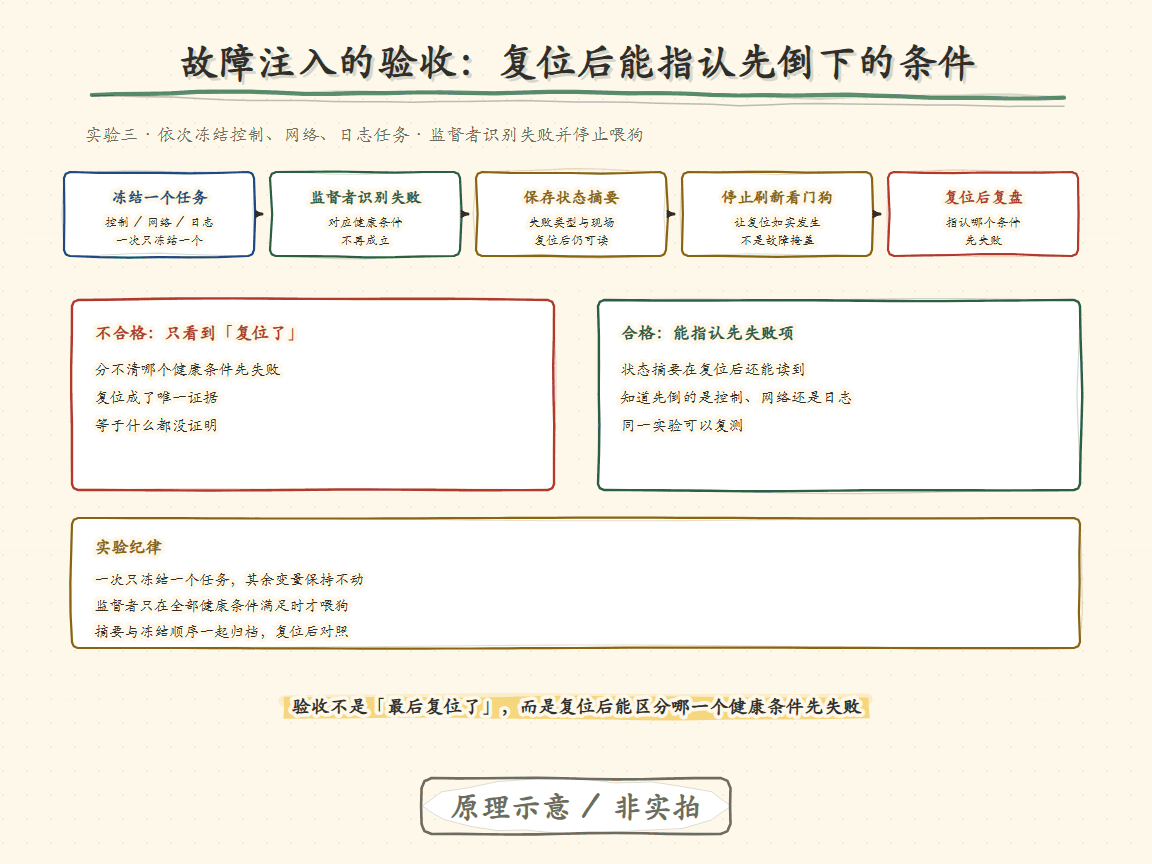 故障注入的验收：复位后能指认先倒下的条件
实验三 · 依次冻结控制、网络、日志任务 · 监督者识别失败并停止喂狗
冻结一个任务
控制 / 网络 / 日志
一次只冻结一个
监督者识别失败
对应健康条件
不再成立
保存状态摘要
失败类型与现场
复位后仍可读
停止刷新看门狗
让复位如实发生
不是故障掩盖
复位后复盘
指认哪个条件
先失败
不合格：只看到「复位了」
分不清哪个健康条件先失败
复位成了唯一证据
等于什么都没证明
合格：能指认先失败项
状态摘要在复位后还能读到
知道先倒的是控制、网络还是日志
同一实验可以复测
实验纪律
一次只冻结一个任务，其余变量保持不动
监督者只在全部健康条件满足时才喂狗
摘要与冻结顺序一起归档，复位后对照
验收不是「最后复位了」，而是复位后能区分哪一个健康条件先失败
原理示意 / 非实拍